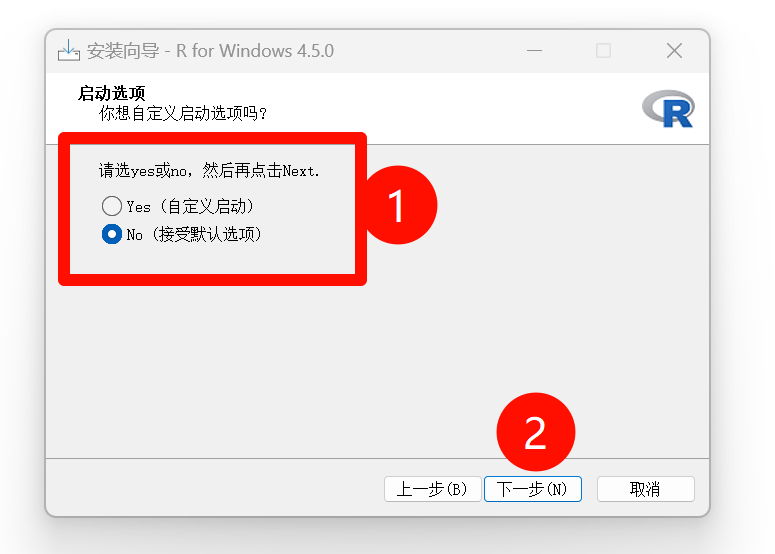 安装向导 - R for Windows 4.5.0
启动选项
你想自定义启动选项吗?
R
请选yes或no，然后再点击Next.
1
Yes (自定义启动)
No (接受默认选项)
2
上一步(B) 下一步(N) 取消